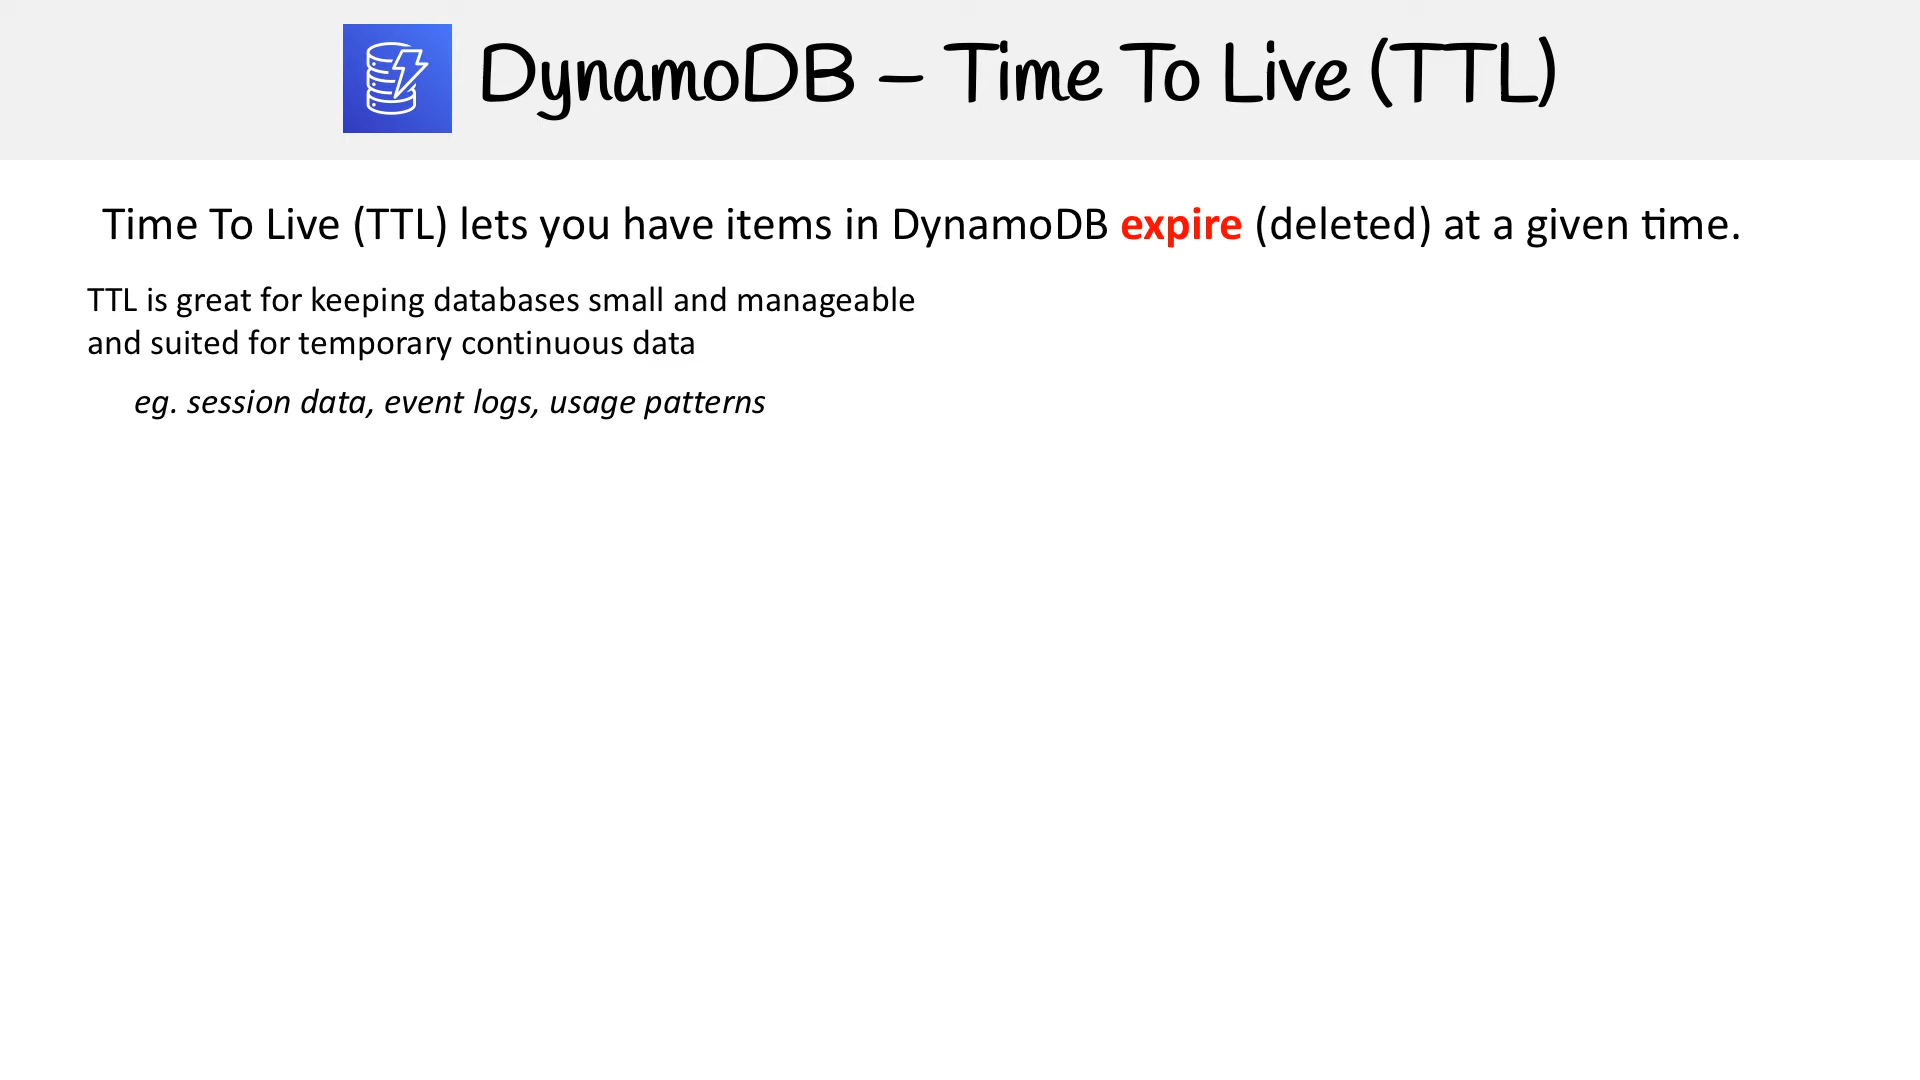 DynamoDB – Time To Live (TTL)
Time To Live (TTL) lets you have items in DynamoDB expire (deleted) at a given time.
TTL is great for keeping databases small and manageable
and suited for temporary continuous data
eg. session data, event logs, usage patterns